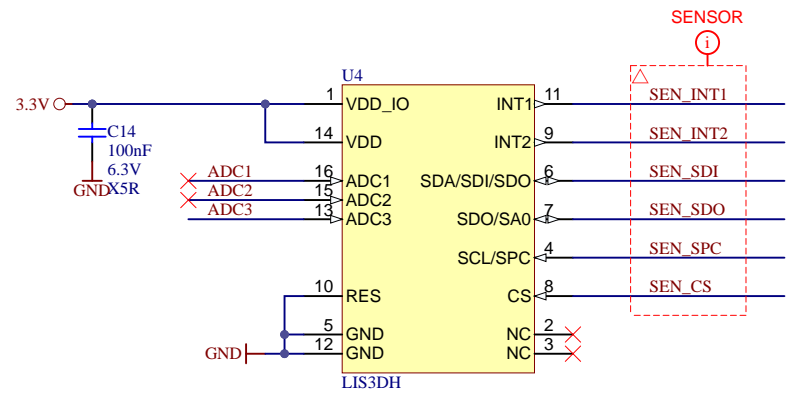 SENSOR
i
U4
3.3V
1 VDD_IO
INT1 11
SEN_INT1
C14
100nF
6.3V
X5R
GND
14 VDD
INT2 9
SEN_INT2
ADC1 16 ADC1
SDA/SDI/SDO 6
SEN_SDI
ADC2 15 ADC2
ADC3 13 ADC3
SDO/SA0 7
SEN_SDO
SCL/SPC 4
SEN_SPC
10 RES
CS 8
SEN_CS
5 GND
NC 2
GND
12 GND
NC 3
LIS3DH